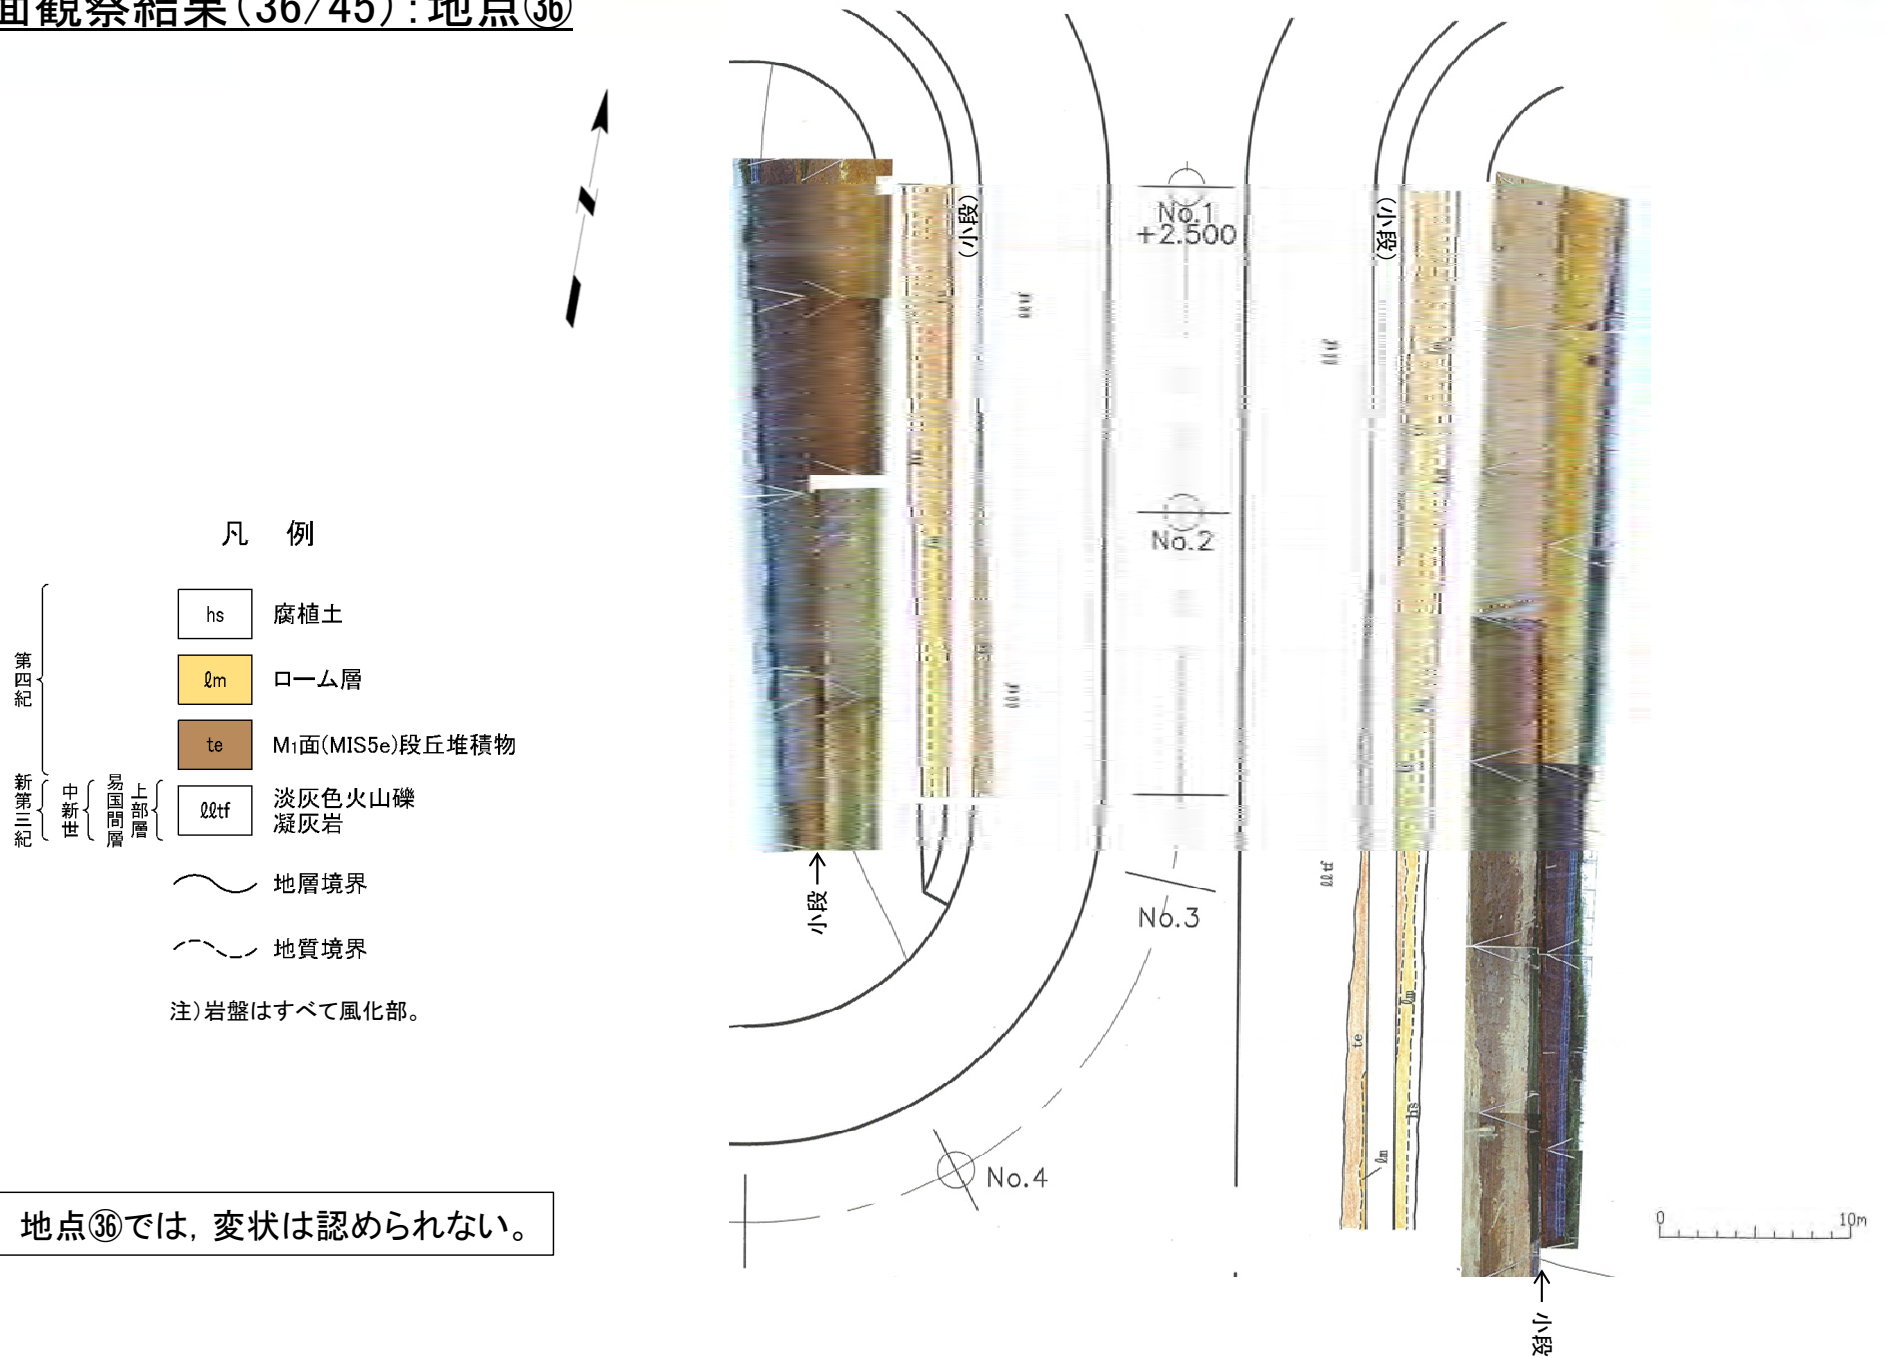 面観察結果(36/45):地点㊱
(小段)
(小段)
No.1
+2.500
ℓℓtf
ℓℓtf
No.2
ℓℓtf
ℓm
凡 例
第四紀
hs 腐植土
ℓm ローム層
te M₁面(MIS5e)段丘堆積物
新第三紀 中新世 易国間層 上部層
ℓℓtf 淡灰色火山礫
凝灰岩
地層境界
地質境界
注)岩盤はすべて風化部。
小段
ℓℓtf
No.3
ℓm
te
hs
ℓm
No.4
地点㊱では,変状は認められない。
0 10m
小段